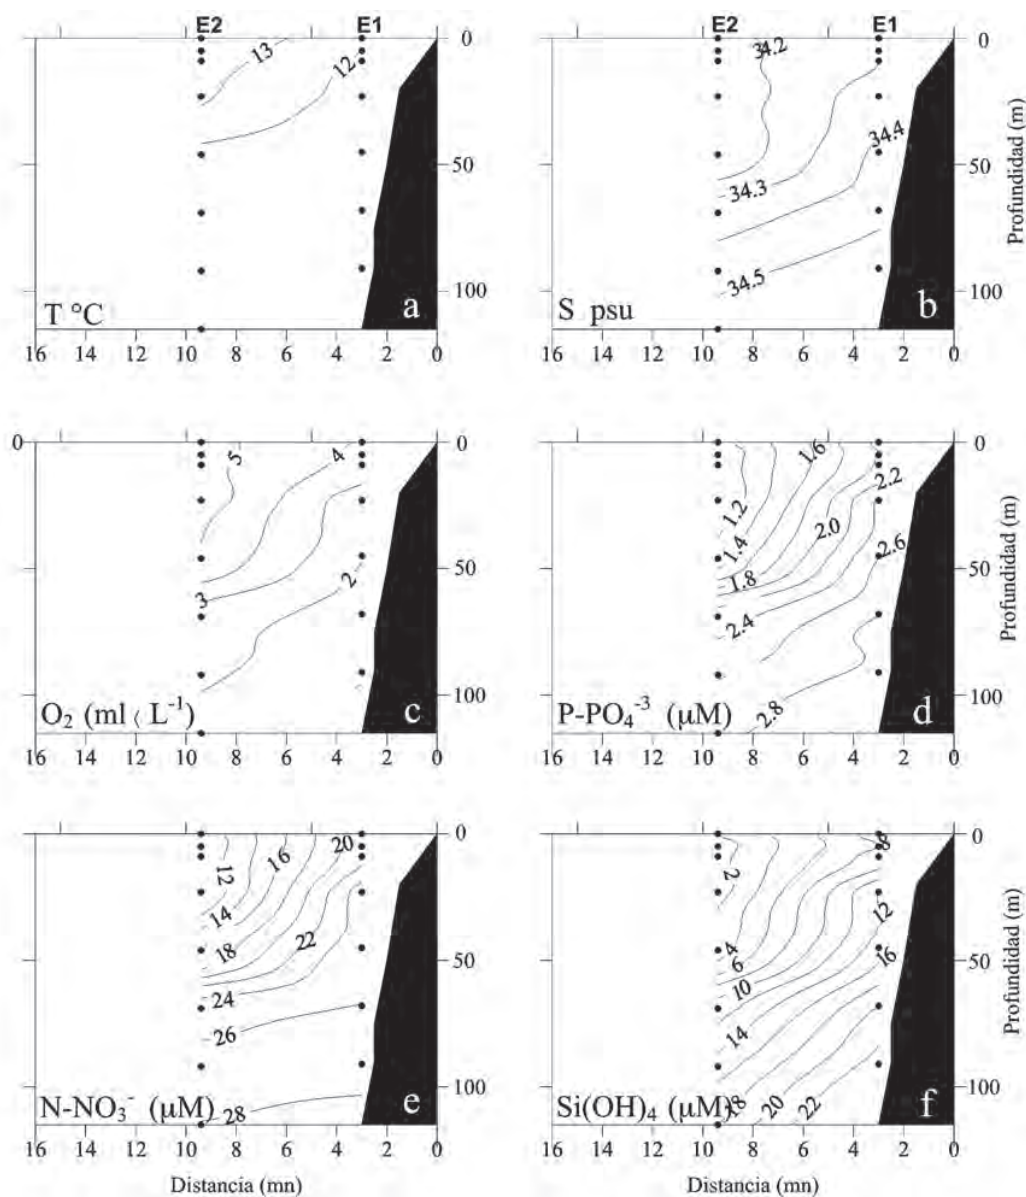 E2 E1 E2 E1
13 12 34.2 0
0
34.4
50
34.3
50
Profundidad (m)
100
34.5
100
T °C a S psu b
16 14 12 10 8 6 4 2 0 16 14 12 10 8 6 4 2 0
0 5 4 0 1.6 0
2.2
1.2
2.0
1.4 2.6
50
3 2 1.8
50
Profundidad (m)
2.4
100
2.8
100
O2 (ml ( L-1) c P-PO4-3 (μM) d
16 14 12 10 8 6 4 2 0 16 14 12 10 8 6 4 2 0
12 16 20 0 2 8 0
14 22 12
18 4
50
6 16
50
24 10
Profundidad (m)
26 14
100
28 18 20 22
100
N-NO3- (μM) e Si(OH)4 (μM) f
16 14 12 10 8 6 4 2 0 16 14 12 10 8 6 4 2 0
Distancia (mn) Distancia (mn)